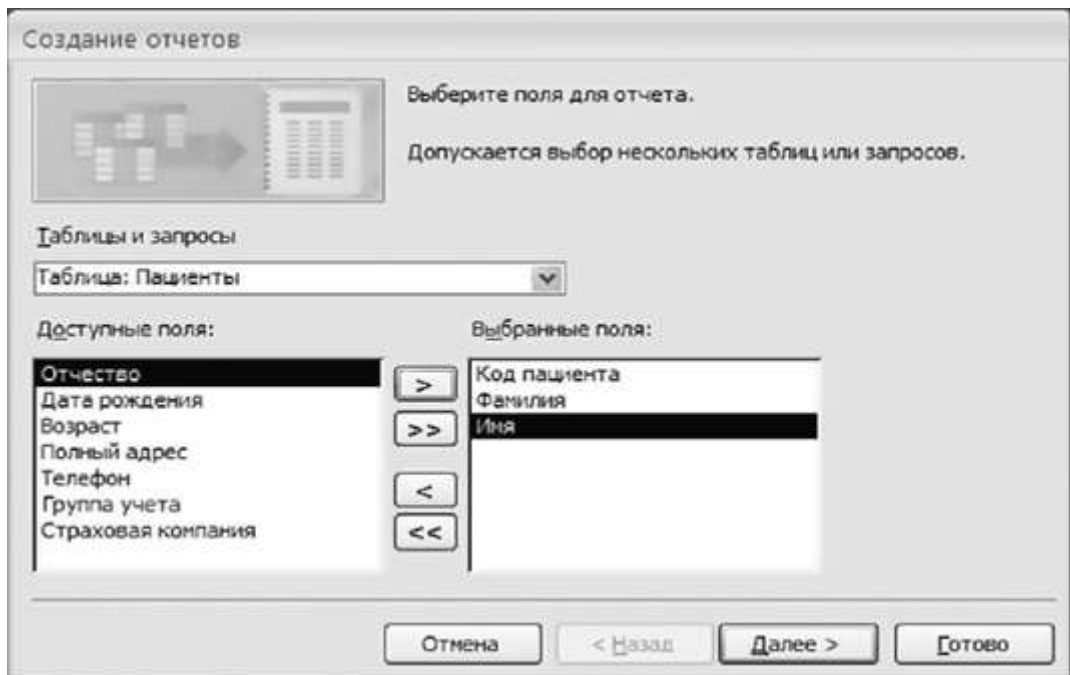 Создание отчетов
Выберите поля для отчета.
Допускается выбор нескольких таблиц или запросов.
Таблицы и запросы
Таблица: Пациенты
Доступные поля:
Отчество
Дата рождения
Возраст
Полный адрес
Телефон
Группа учета
Страховая компания
>
>>
<
<<
Выбранные поля:
Код пациента
Фамилия
Имя
Отмена
< Назад
Далее >
Готово